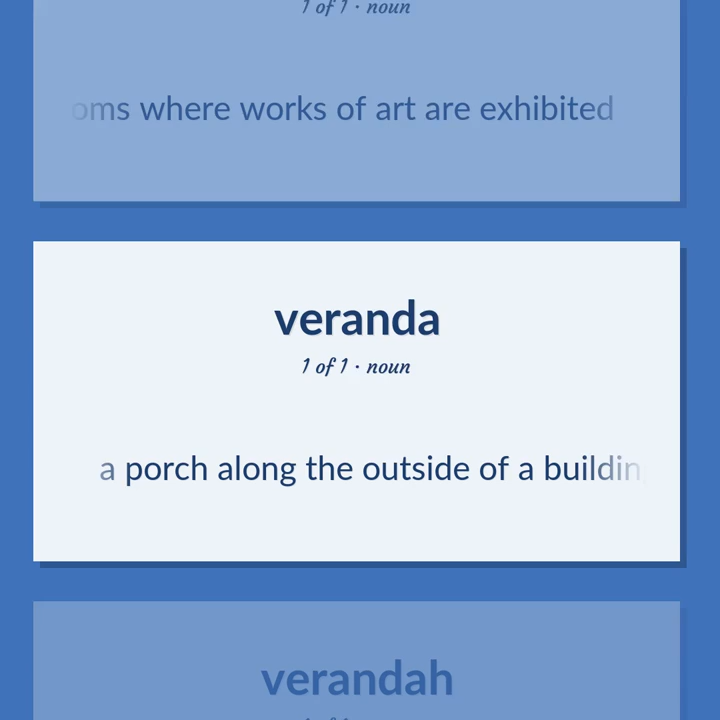 1 of 1 · noun
oms where works of art are exhibited
veranda
1 of 1 · noun
a porch along the outside of a buildin
verandah